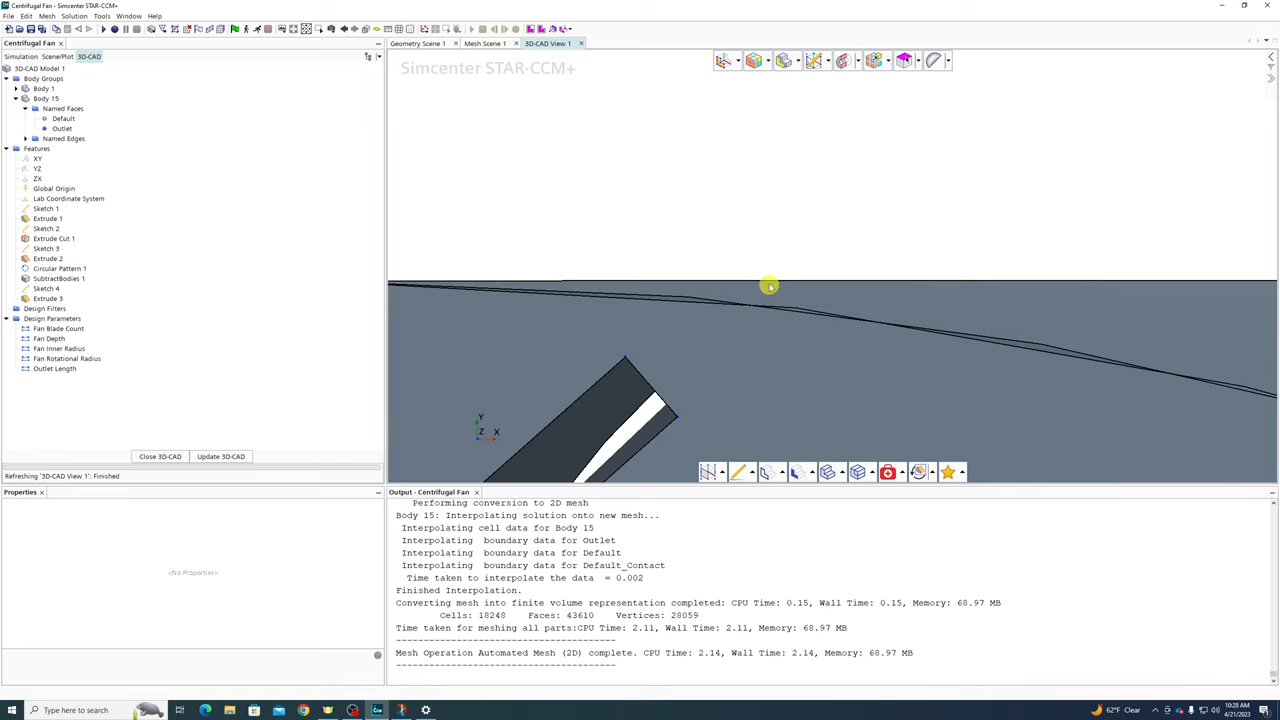 Centrifugal Fan - Simcenter STAR-CCM+
File Edit Mesh Solution Tools Window Help
Centrifugal Fan
Geometry Scene 1 Mesh Scene 1 3D-CAD View 1
Simulation Scene/Plot 3D-CAD
Simcenter STAR-CCM+
3D-CAD Model 1
Body Groups
Body 1
Body 15
Named Faces
Default
Outlet
Named Edges
Features
XY
YZ
ZX
Global Origin
Lab Coordinate System
Sketch 1
Extrude 1
Sketch 2
Extrude Cut 1
Sketch 3
Extrude 2
Circular Pattern 1
SubtractBodies 1
Sketch 4
Extrude 3
Design Filters
Design Parameters
Fan Blade Count
Fan Depth
Fan Inner Radius
Fan Rotational Radius
Outlet Length
Y
Z X
Close 3D-CAD Update 3D-CAD
Refreshing '3D-CAD View 1': Finished
Properties
<No Properties>
Output - Centrifugal Fan
Performing conversion to 2D mesh
Body 15: Interpolating solution onto new mesh...
Interpolating cell data for Body 15
Interpolating boundary data for Outlet
Interpolating boundary data for Default
Interpolating boundary data for Default_Contact
Time taken to interpolate the data = 0.002
Finished Interpolation.
Converting mesh into finite volume representation completed: CPU Time: 0.15, Wall Time: 0.15, Memory: 68.97 MB
Cells: 18248 Faces: 43610 Vertices: 28059
Time taken for meshing all parts:CPU Time: 2.11, Wall Time: 2.11, Memory: 68.97 MB
----------------------------------------
Mesh Operation Automated Mesh (2D) complete. CPU Time: 2.14, Wall Time: 2.14, Memory: 68.97 MB
----------------------------------------
Type here to search
62°F Clear
10:28 AM
4/21/2023